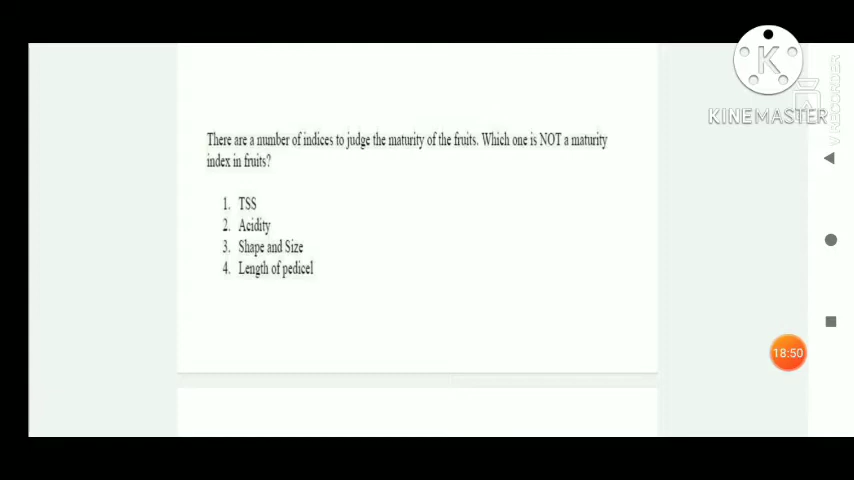 There are a number of indices to judge the maturity of the fruits. Which one is NOT a maturity
index in fruits?
1. TSS
2. Acidity
3. Shape and Size
4. Length of pedicel
K
KINEMASTER
V RECORDER
18:50